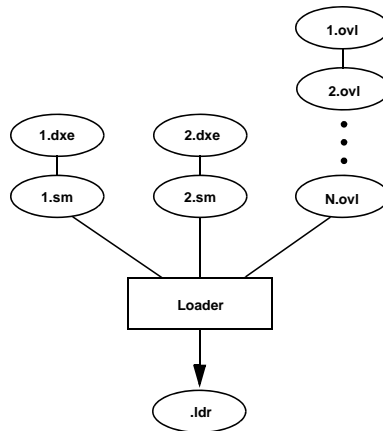 1.ovl
2.ovl
1.dxe
2.dxe
1.sm
2.sm
N.ovl
Loader
.ldr